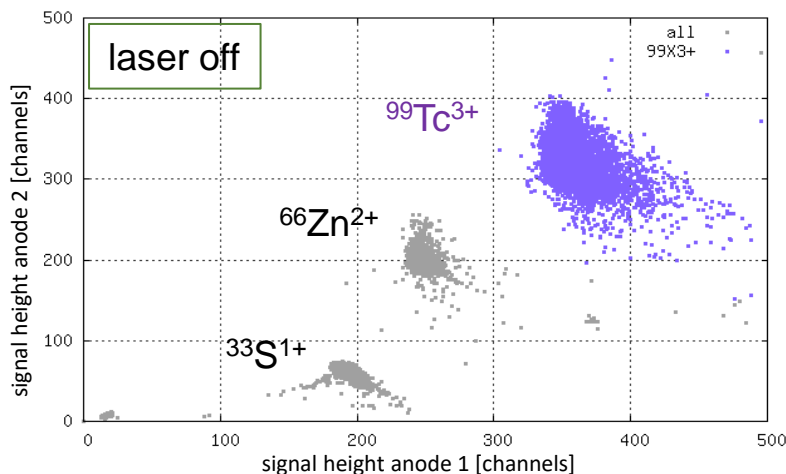 500
400
300
200
100
0
0
100
200
300
400
500
signal height anode 2 [channels]
signal height anode 1 [channels]
laser off
all
99X3+
⁹⁹Tc³⁺
⁶⁶Zn²⁺
³³S¹⁺